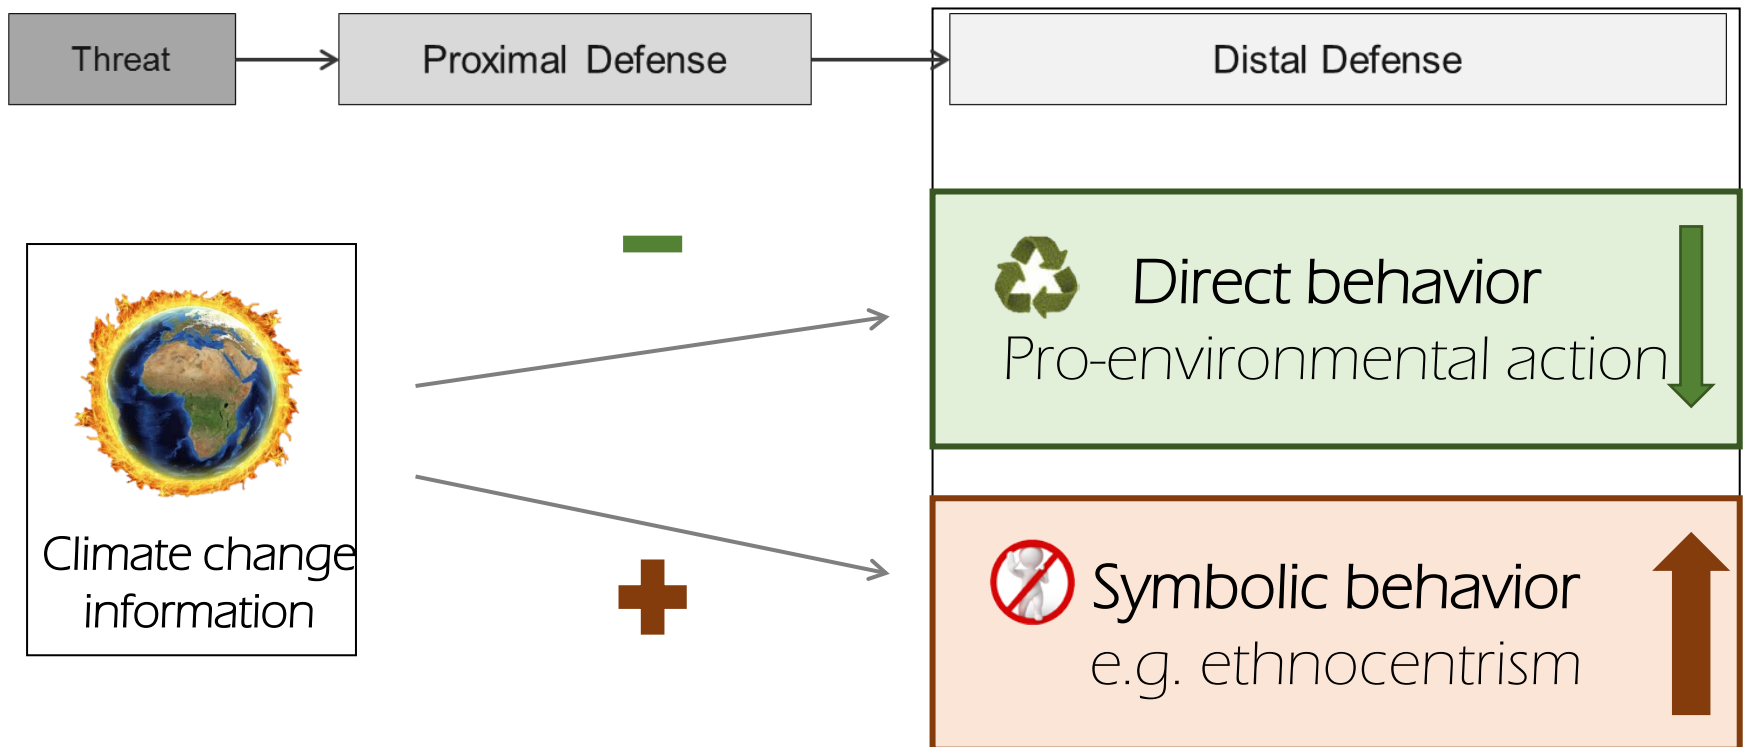 Threat
Proximal Defense
Distal Defense
Direct behavior
Pro-environmental action
Climate change
information
Symbolic behavior
e.g. ethnocentrism